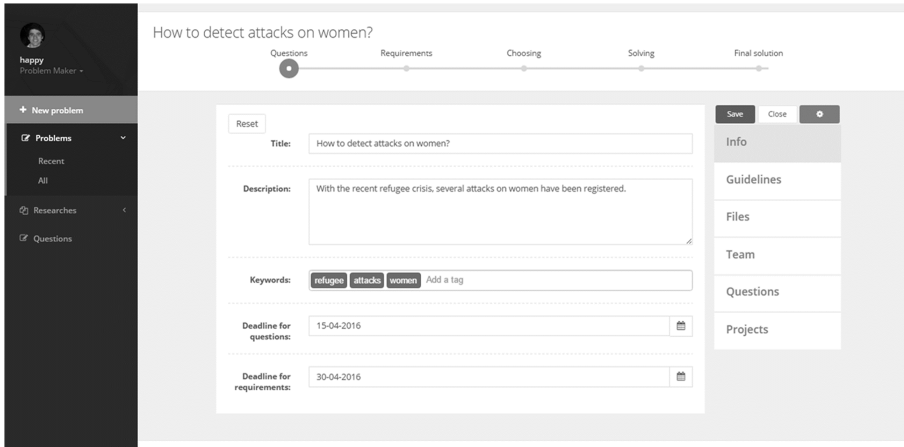 happy
Problem Maker
+ New problem
Problems
Recent
All
Researches
Questions
How to detect attacks on women?
Questions
Requirements
Choosing
Solving
Final solution
Reset
Title:
How to detect attacks on women?
Description:
With the recent refugee crisis, several attacks on women have been registered.
Keywords:
refugee attacks women Add a tag
Deadline for
questions:
15-04-2016
Deadline for
requirements:
30-04-2016
Save
Close
Info
Guidelines
Files
Team
Questions
Projects